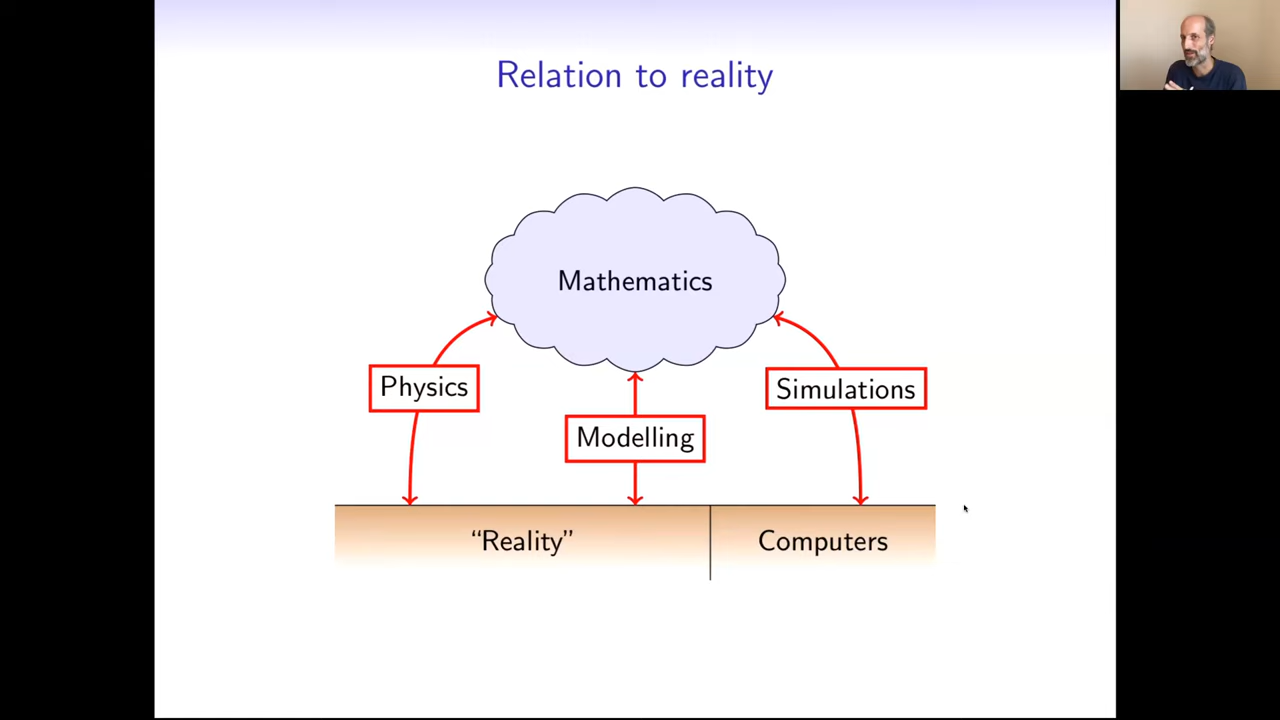 Relation to reality
Mathematics
Physics
Simulations
Modelling
“Reality”
Computers